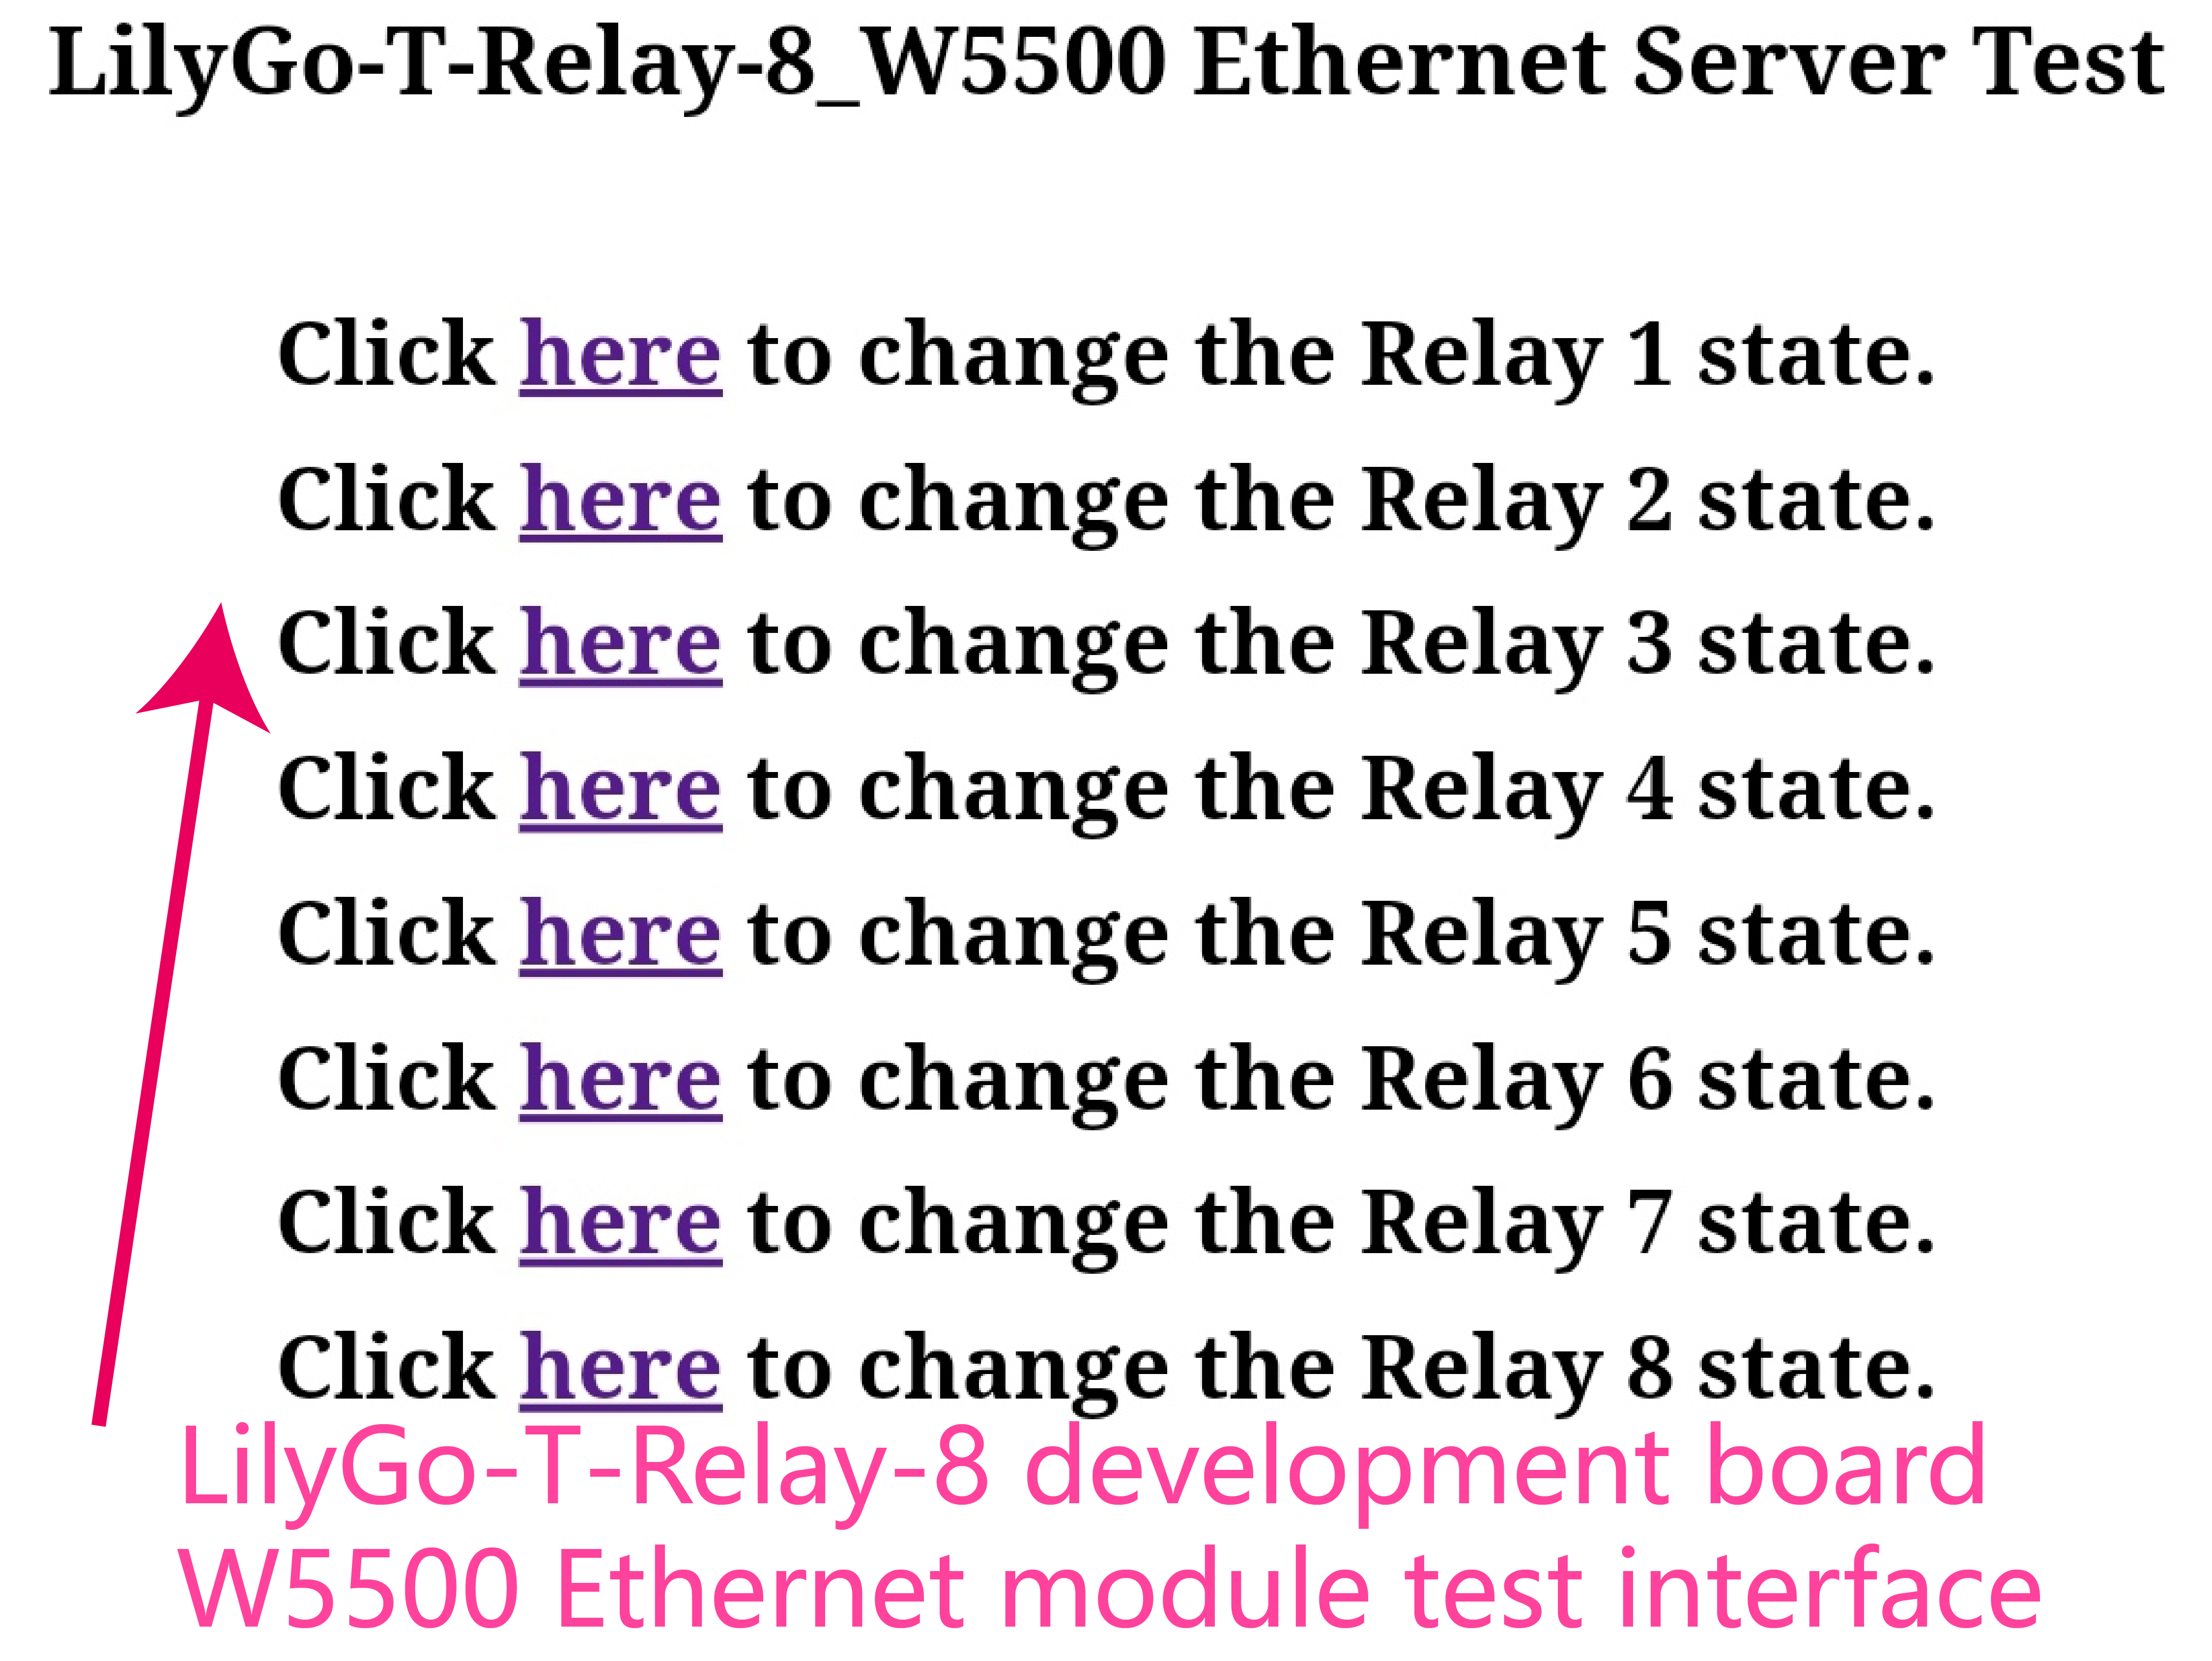 LilyGo-T-Relay-8_W5500 Ethernet Server Test
Click here to change the Relay 1 state.
Click here to change the Relay 2 state.
Click here to change the Relay 3 state.
Click here to change the Relay 4 state.
Click here to change the Relay 5 state.
Click here to change the Relay 6 state.
Click here to change the Relay 7 state.
Click here to change the Relay 8 state.
LilyGo-T-Relay-8 development board
W5500 Ethernet module test interface